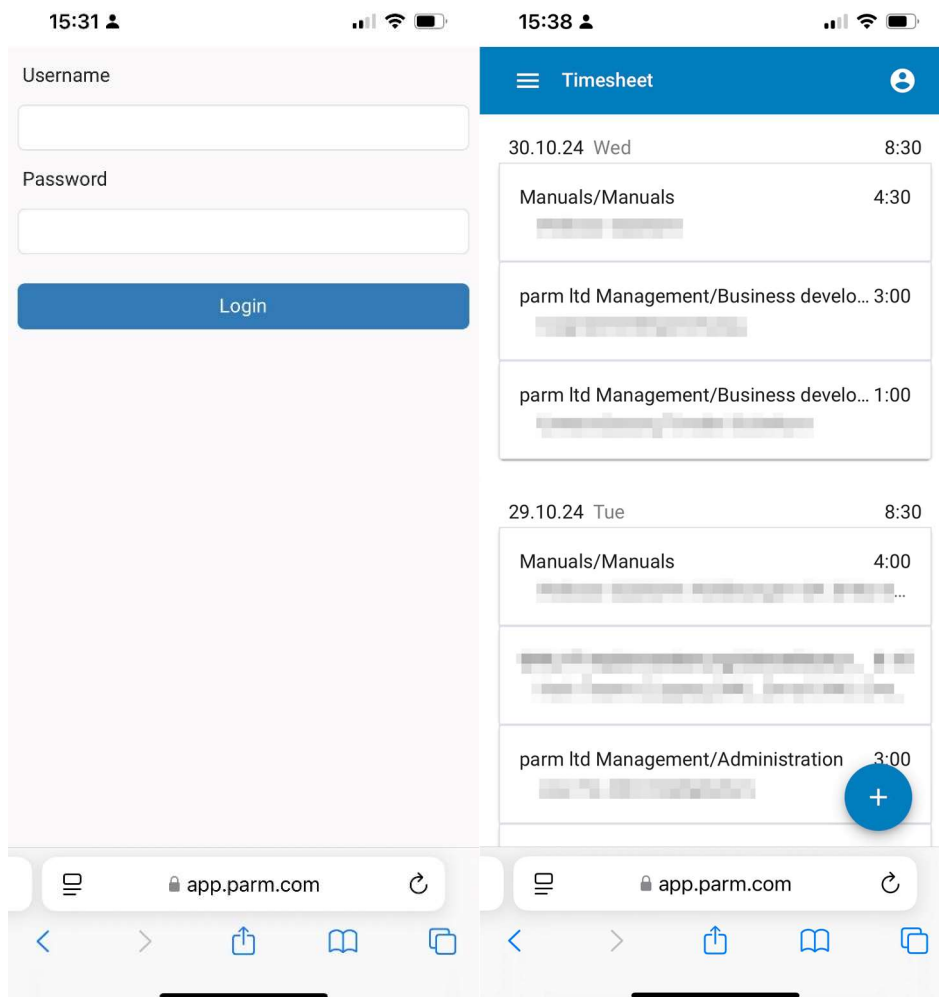 15:31
Username
Password
Login
app.parm.com
15:38
Timesheet
30.10.24 Wed 8:30
Manuals/Manuals 4:30
parm ltd Management/Business develo... 3:00
parm ltd Management/Business develo... 1:00
29.10.24 Tue 8:30
Manuals/Manuals 4:00
...
parm ltd Management/Administration 3:00
+
app.parm.com